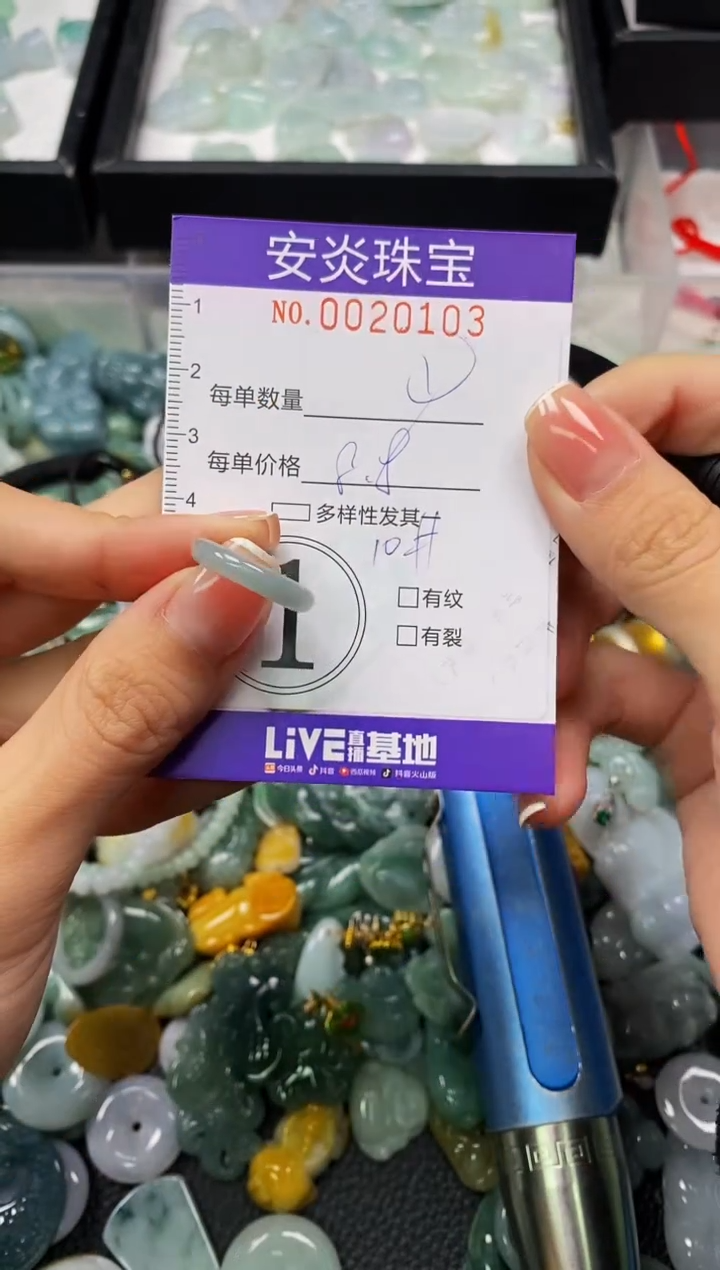 安炎珠宝
NO. 0020103
1
2
3
4
每单数量 ①
每单价格 8.8
多样性发其
10#
1
有纹
有裂
LiVE直播基地
今日头条 抖音 西瓜视频 抖音火山版